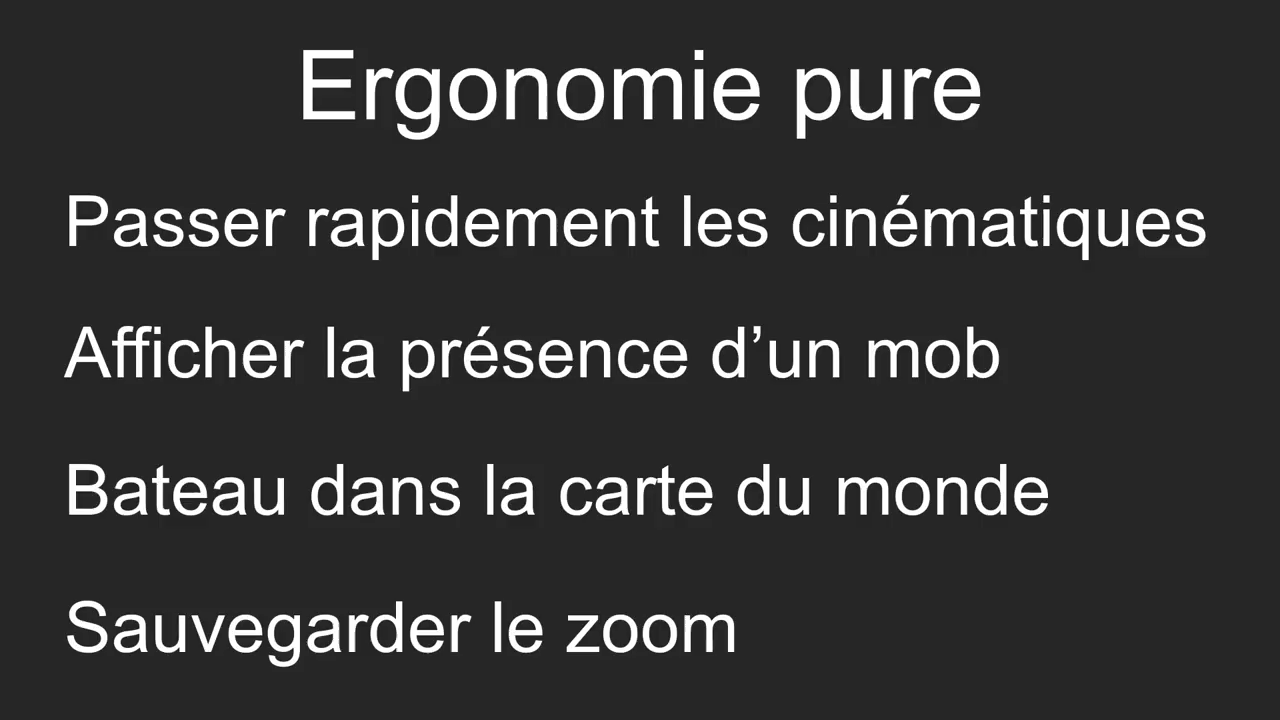 Ergonomie pure
Passer rapidement les cinématiques
Afficher la présence d’un mob
Bateau dans la carte du monde
Sauvegarder le zoom